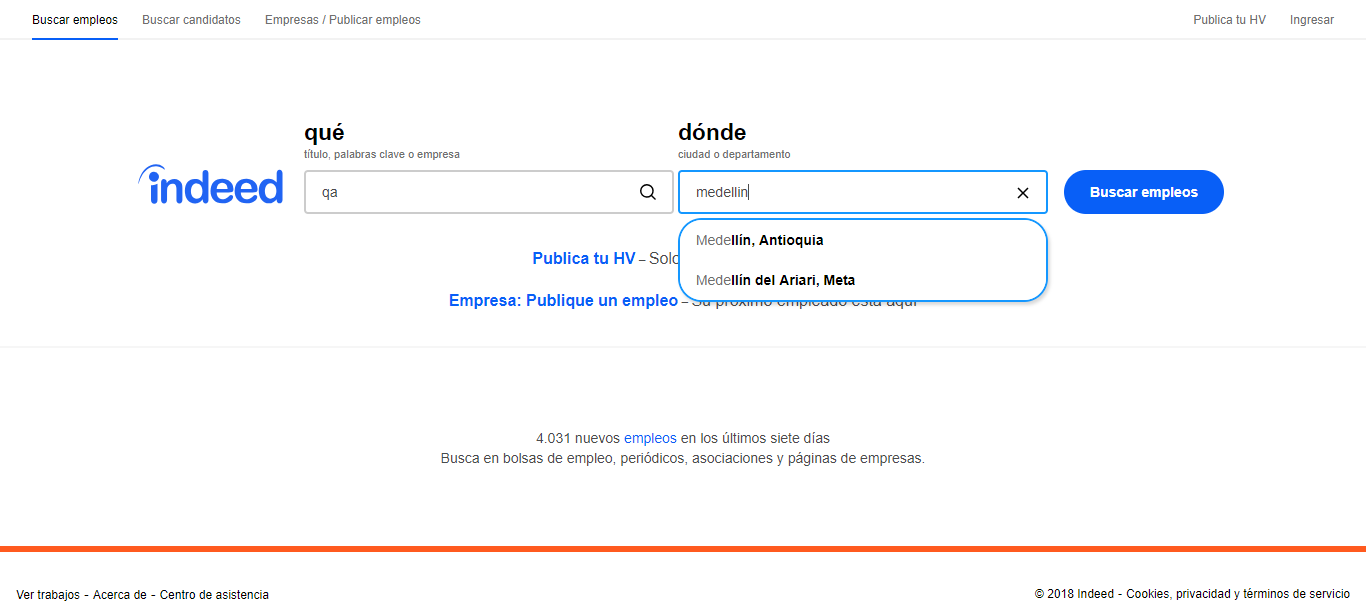 Buscar empleos Buscar candidatos Empresas / Publicar empleos Publica tu HV Ingresar
qué dónde
título, palabras clave o empresa ciudad o departamento
indeed qa medellin Buscar empleos
Medellín, Antioquia
Publica tu HV – Solo
Medellín del Ariari, Meta
Empresa: Publique un empleo – Su próximo empleado está aquí
4.031 nuevos empleos en los últimos siete días
Busca en bolsas de empleo, periódicos, asociaciones y páginas de empresas.
Ver trabajos - Acerca de - Centro de asistencia © 2018 Indeed - Cookies, privacidad y términos de servicio